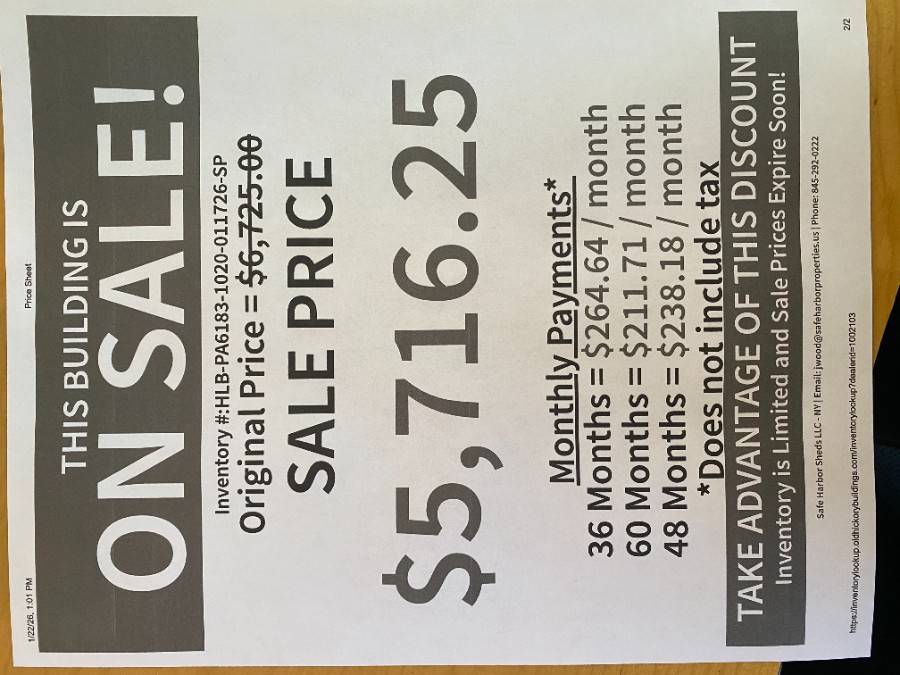 1/22/26, 1:01 PM Price Sheet
THIS BUILDING IS
ON SALE!
Inventory #:HLB-PA6183-1020-011726-SP
Original Price = $6,725.00
SALE PRICE
$5,716.25
Monthly Payments*
36 Months = $264.64 / month
60 Months = $211.71 / month
48 Months = $238.18 / month
*Does not include tax
TAKE ADVANTAGE OF THIS DISCOUNT
Inventory is Limited and Sale Prices Expire Soon!
Safe Harbor Sheds LLC - NY | Email: jwood@safeharborproperties.us | Phone: 845-292-0222
https://inventorylookup.oldhickorybuildings.com/inventorylookup?dealerid=1002103 2/2